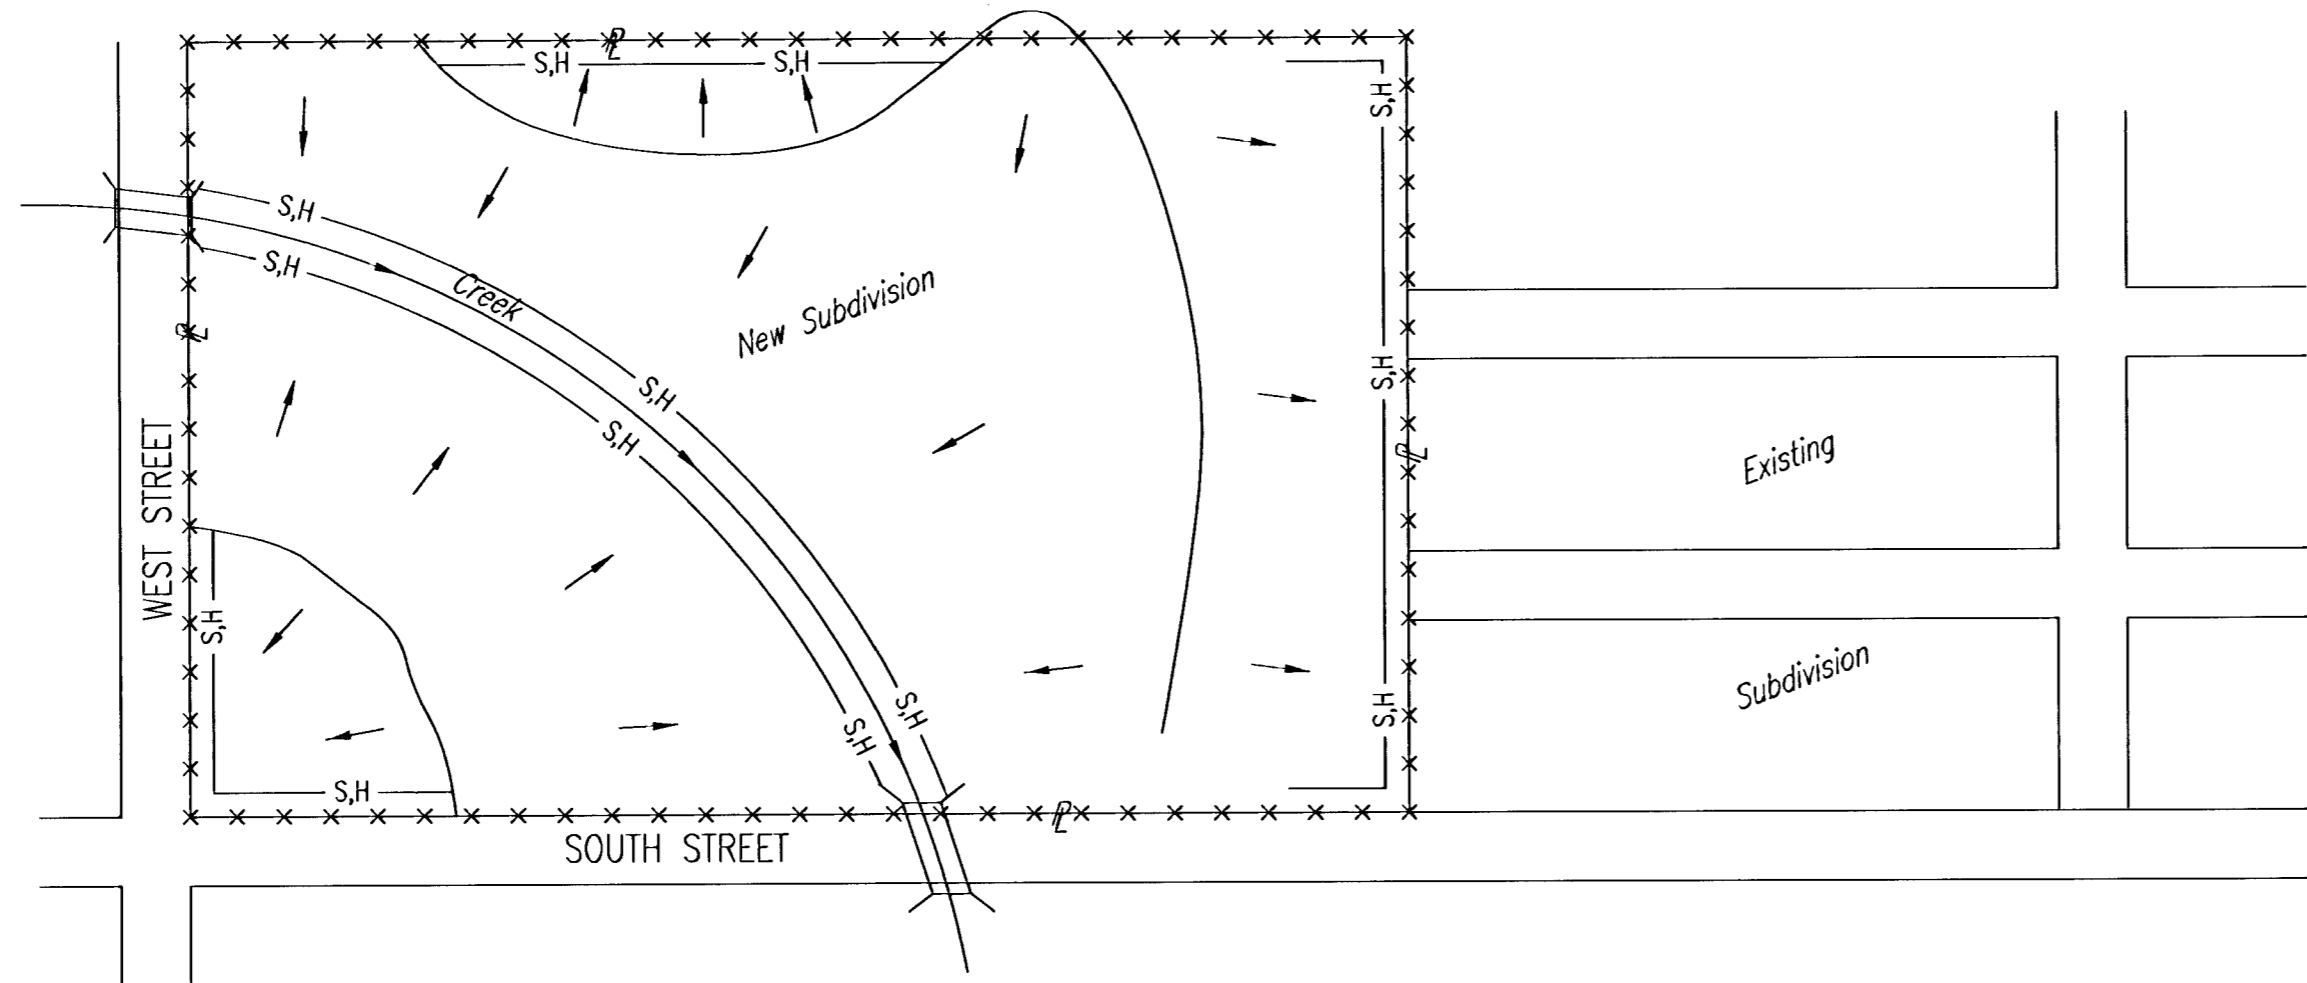 ℄
S,H
S,H
S,H
S,H
S,H
Creek
New Subdivision
℄
S,H
S,H
S,H
℄
WEST STREET
Existing
S,H
Subdivision
S,H
S,H
S,H
S,H
℄
SOUTH STREET